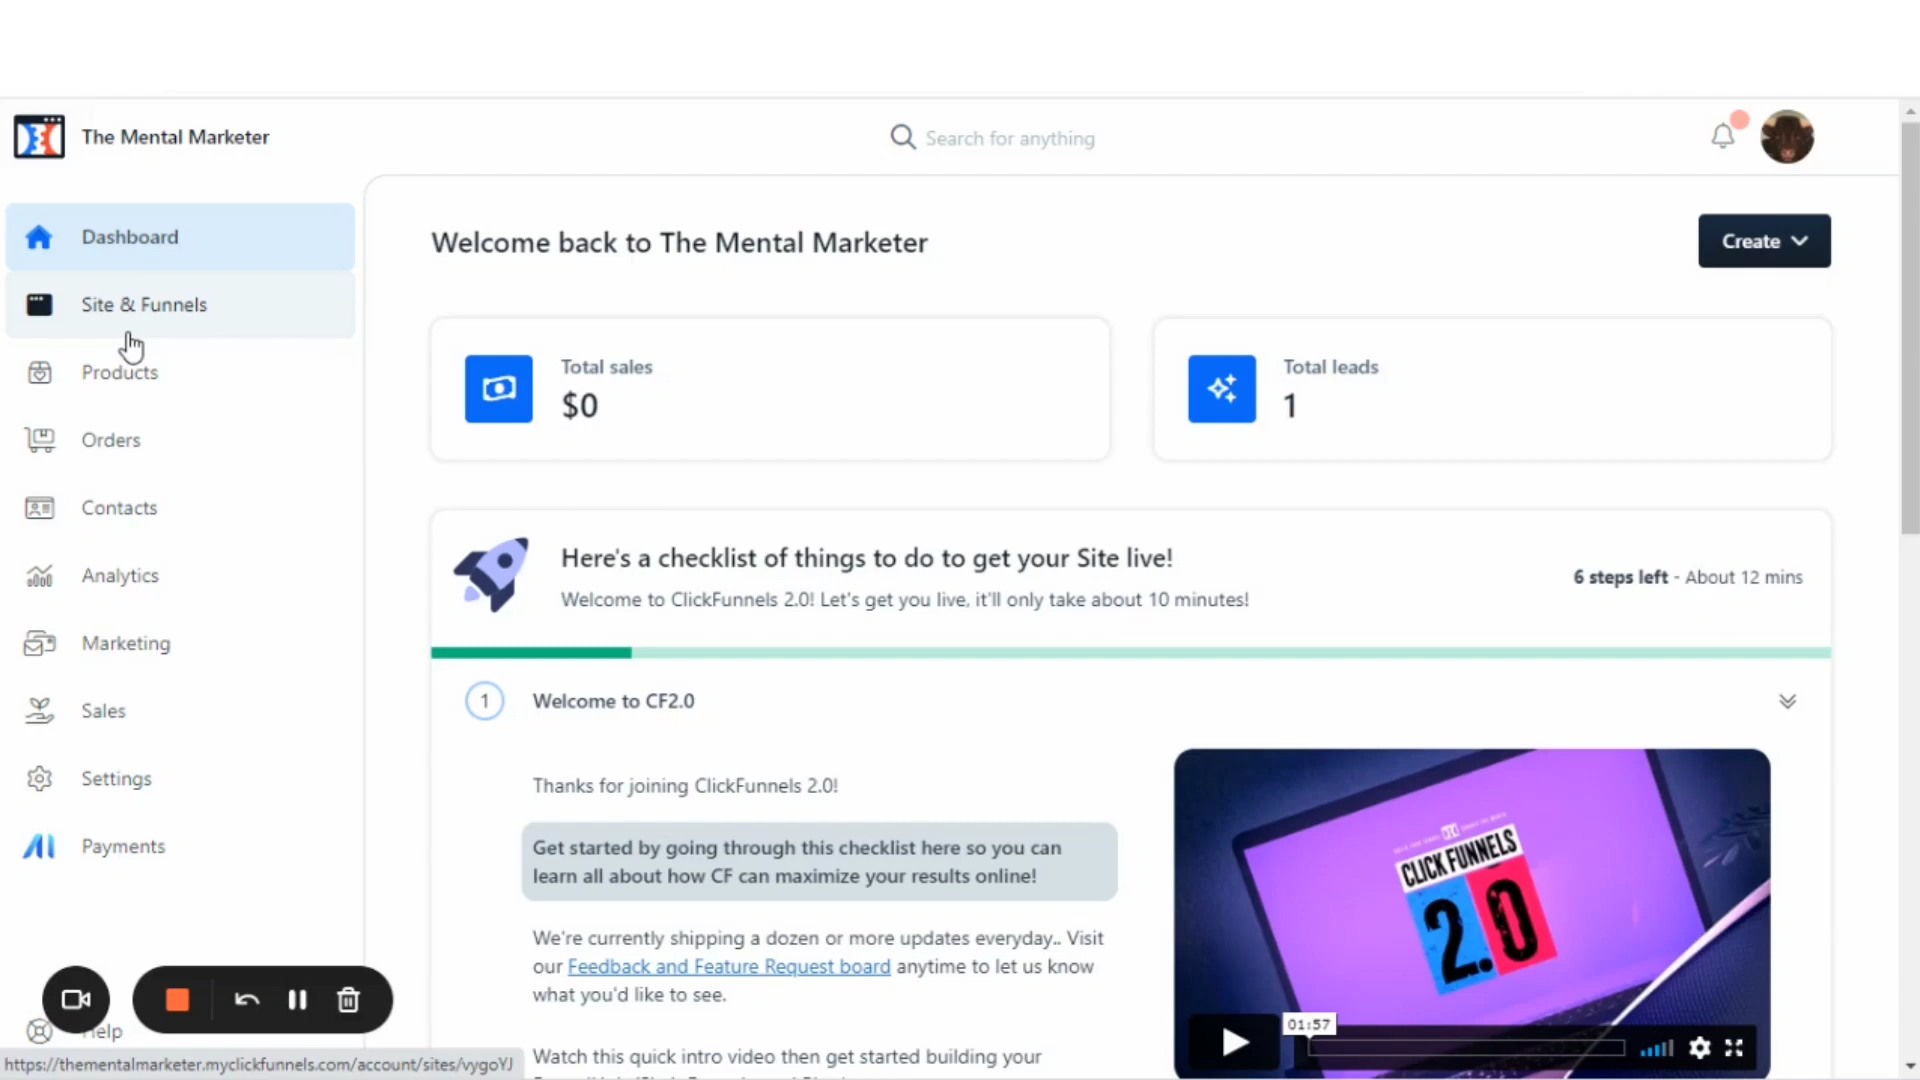 The Mental Marketer
Search for anything
Dashboard
Site & Funnels
Products
Orders
Contacts
Analytics
Marketing
Sales
Settings
Payments
Help
Welcome back to The Mental Marketer
Create
Total sales
$0
Total leads
1
Here's a checklist of things to do to get your Site live!
Welcome to ClickFunnels 2.0! Let's get you live, it'll only take about 10 minutes!
6 steps left - About 12 mins
1
Welcome to CF2.0
Thanks for joining ClickFunnels 2.0!
Get started by going through this checklist here so you can
learn all about how CF can maximize your results online!
We're currently shipping a dozen or more updates everyday.. Visit
our Feedback and Feature Request board anytime to let us know
what you'd like to see.
Watch this quick intro video then get started building your
CLICK FUNNELS
2.0
01:57
https://thementalmarketer.myclickfunnels.com/account/sites/vygoYJ